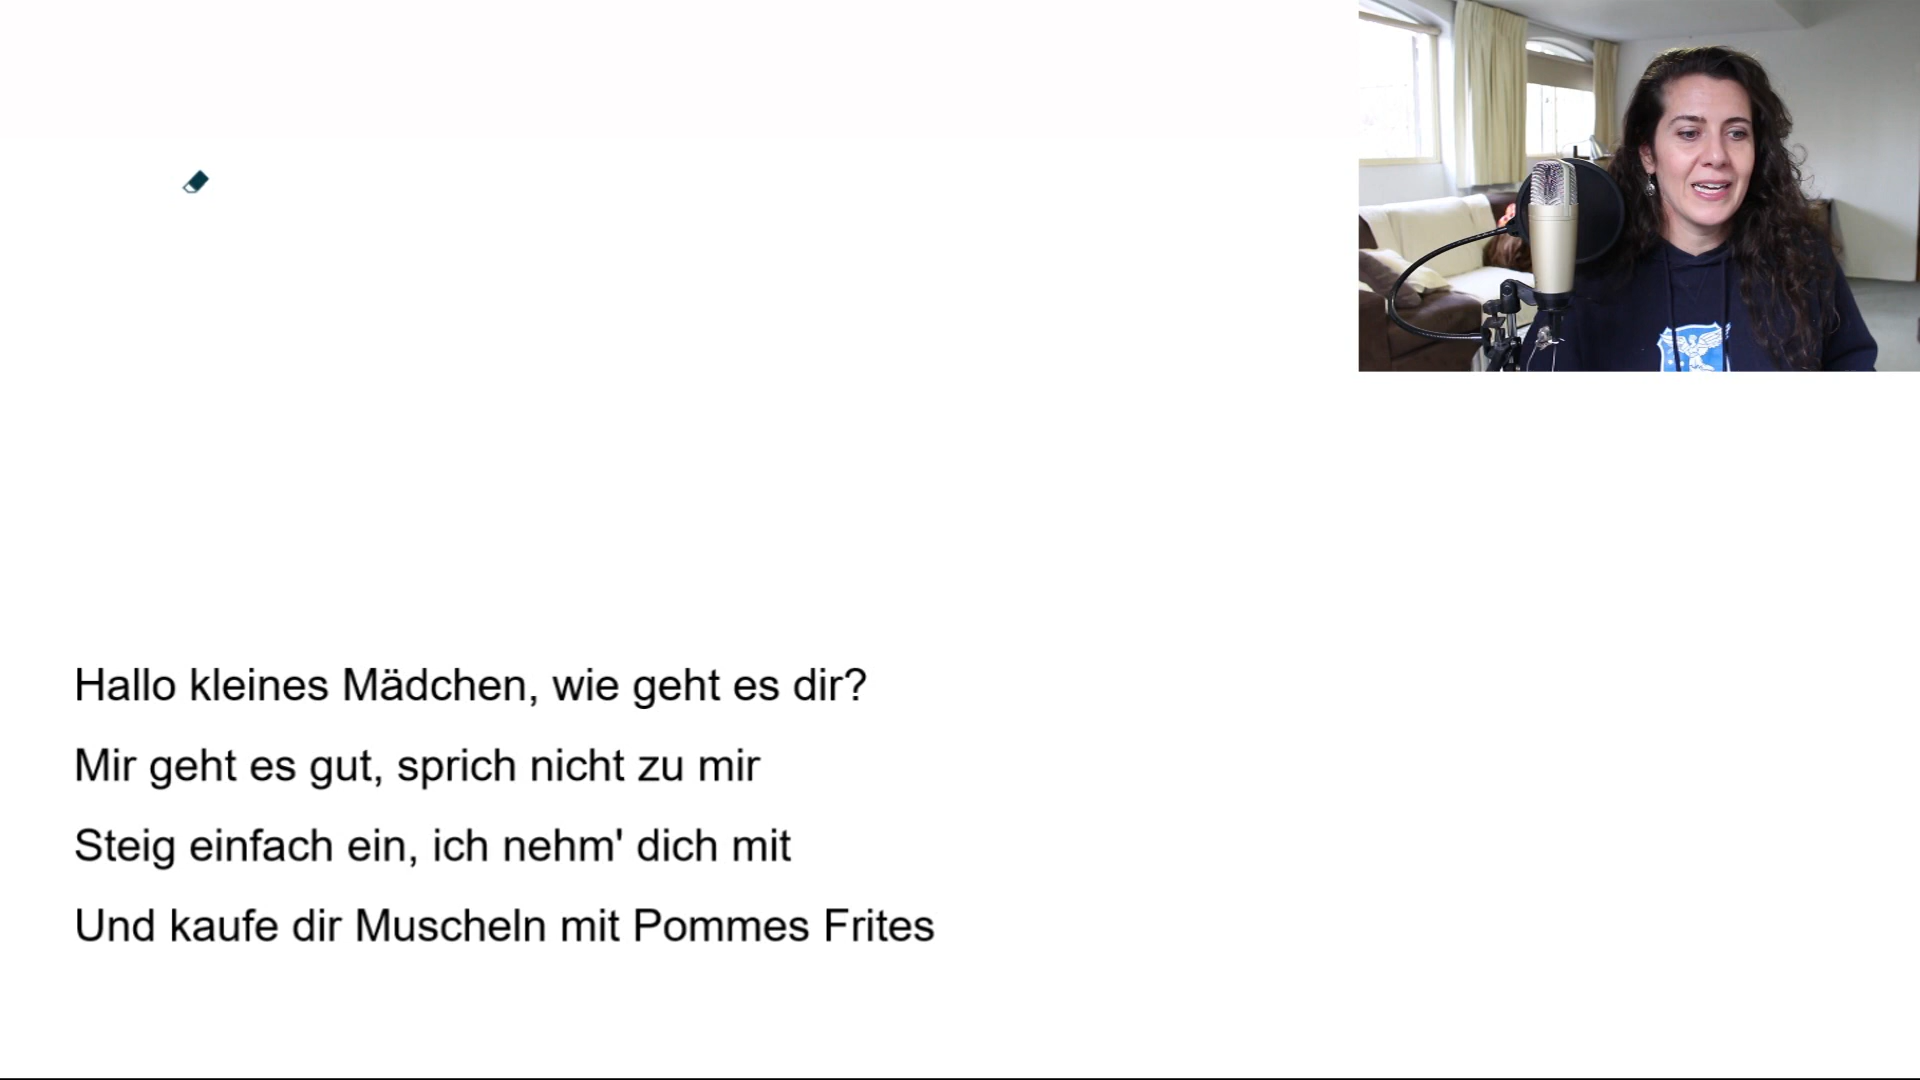 Hallo kleines Mädchen, wie geht es dir?
Mir geht es gut, sprich nicht zu mir
Steig einfach ein, ich nehm' dich mit
Und kaufe dir Muscheln mit Pommes Frites